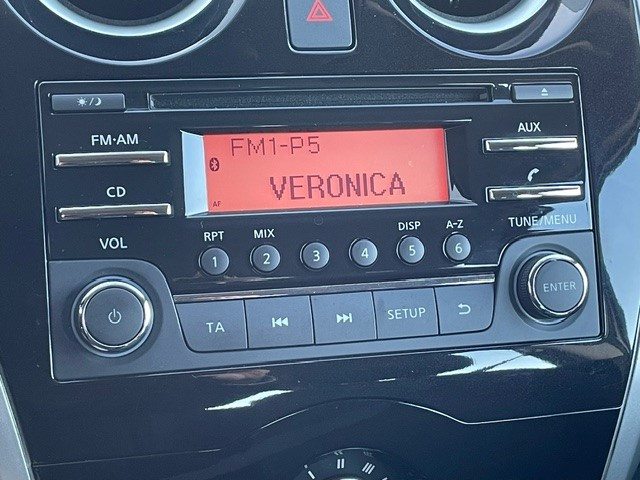 FM·AM
CD
VOL
FM1-P5
VERONICA
AF
AUX
TUNE/MENU
RPT
MIX
DISP
A-Z
1
2
3
4
5
6
TA
SETUP
ENTER